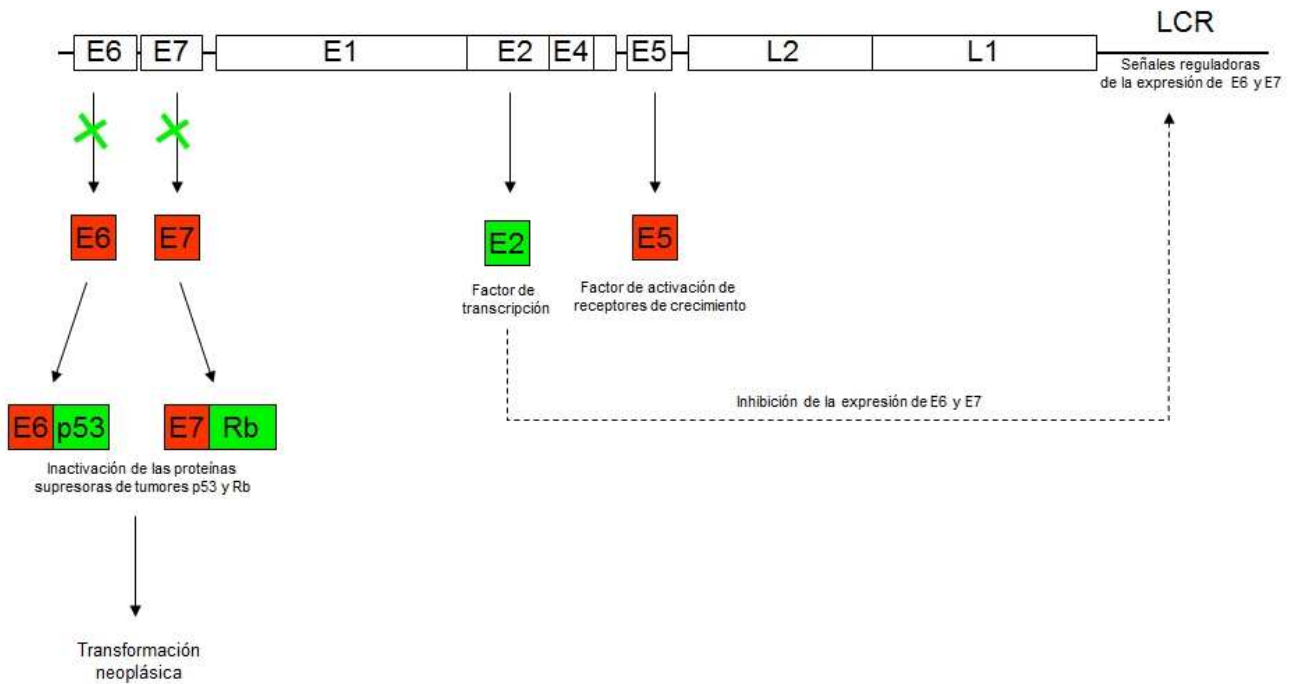 LCR
E6 E7 E1 E2 E4 E5 L2 L1
Señales reguladoras
de la expresión de E6 y E7
E6 E7 E2 E5
Factor de
transcripción
Factor de activación de
receptores de crecimiento
Inhibición de la expresión de E6 y E7
E6 p53 E7 Rb
Inactivación de las proteínas
supresoras de tumores p53 y Rb
Transformación
neoplásica